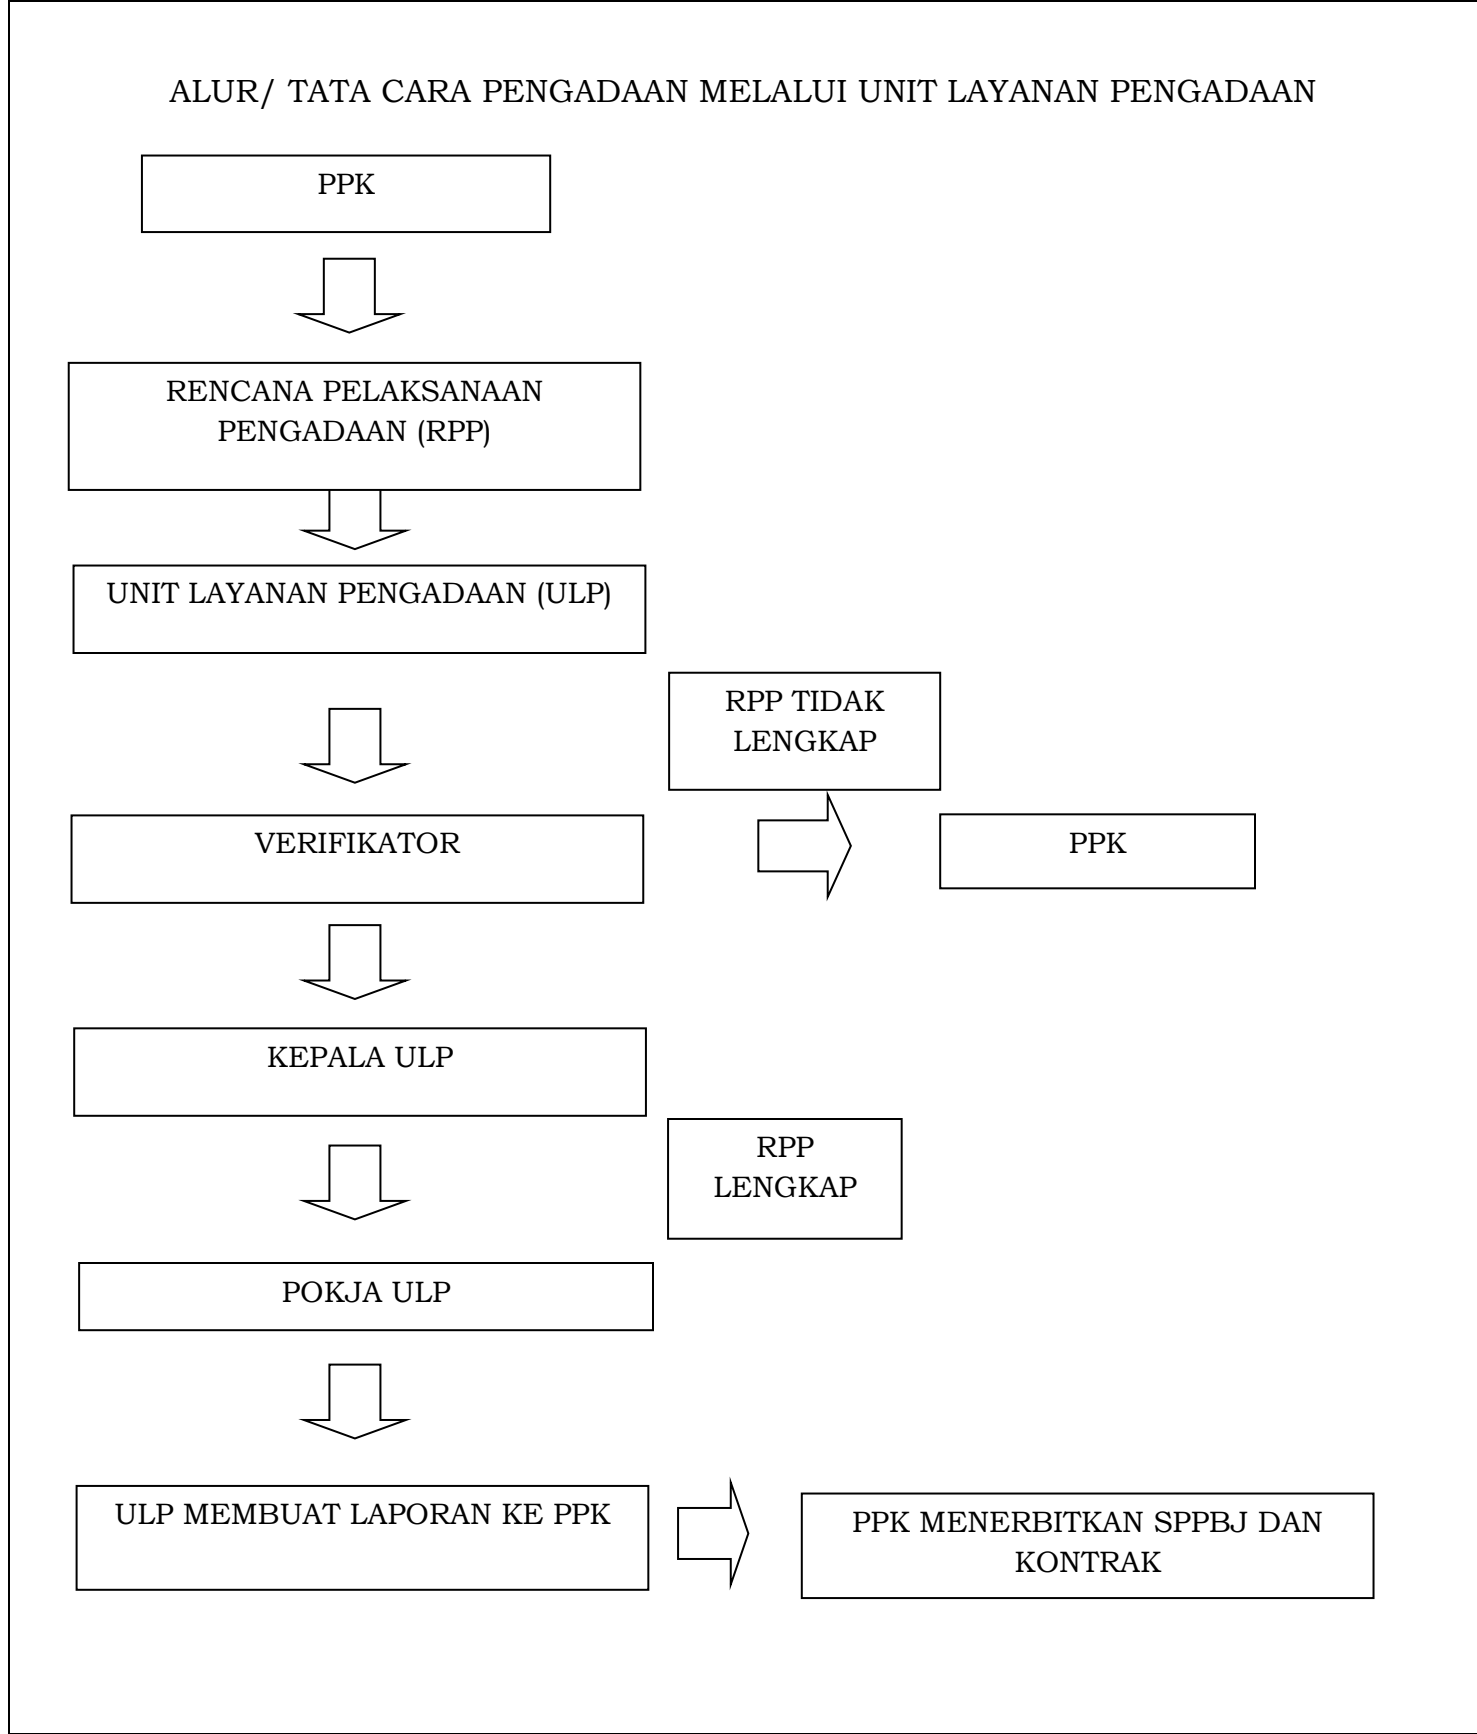 ALUR/ TATA CARA PENGADAAN MELALUI UNIT LAYANAN PENGADAAN
PPK
RENCANA PELAKSANAAN
PENGADAAN (RPP)
UNIT LAYANAN PENGADAAN (ULP)
RPP TIDAK
LENGKAP
VERIFIKATOR
PPK
KEPALA ULP
RPP
LENGKAP
POKJA ULP
ULP MEMBUAT LAPORAN KE PPK
PPK MENERBITKAN SPPBJ DAN
KONTRAK